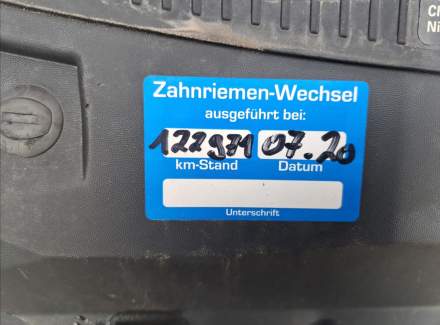 Zahnriemen-Wechsel
ausgeführt bei:
122971 07.20
km-Stand Datum
Unterschrift